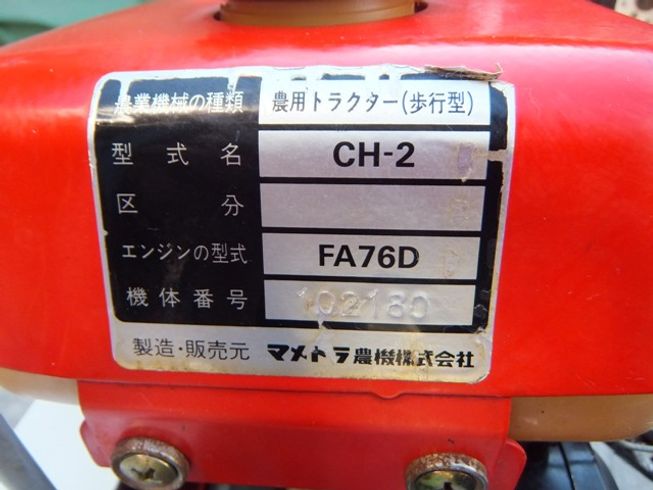 農業機械の種類 農用トラクター(歩行型)
型式名 CH-2
区分
エンジンの型式 FA76D
機体番号 102180
製造・販売元 マメトラ農機株式会社